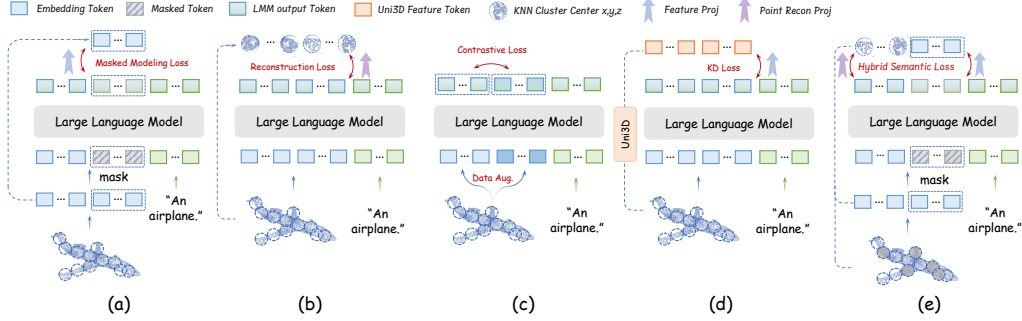 Embedding Token Masked Token LMM output Token Uni3D Feature Token KNN Cluster Center x,y,z Feature Proj Point Recon Proj
Masked Modeling Loss
Large Language Model
mask
"An
airplane."
(a)
Reconstruction Loss
Large Language Model
"An
airplane."
(b)
Contrastive Loss
Large Language Model
Data Aug.
"An
airplane."
(c)
KD Loss
Uni3D
Large Language Model
"An
airplane."
(d)
Hybrid Semantic Loss
Large Language Model
mask
"An
airplane."
(e)